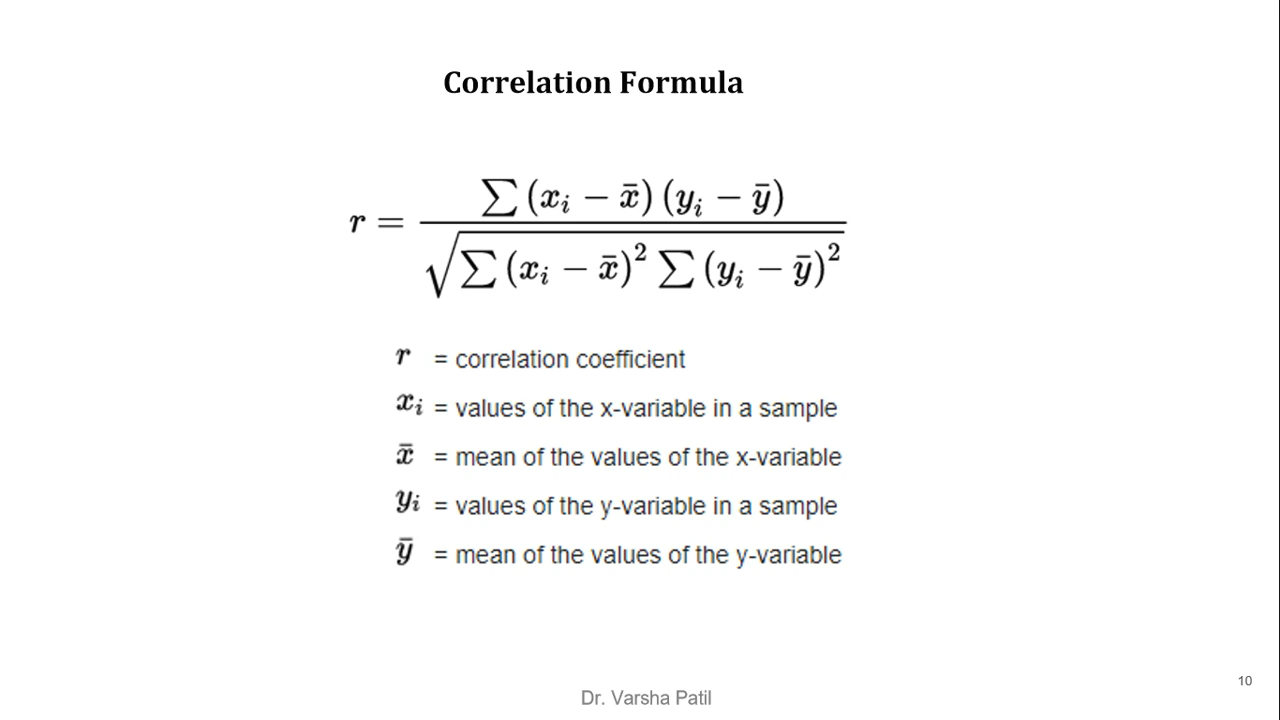 Correlation Formula
r = ∑ (xᵢ − x̄) (yᵢ − ȳ) / √ ∑ (xᵢ − x̄)² ∑ (yᵢ − ȳ)²
r = correlation coefficient
xᵢ = values of the x-variable in a sample
x̄ = mean of the values of the x-variable
yᵢ = values of the y-variable in a sample
ȳ = mean of the values of the y-variable
10
Dr. Varsha Patil